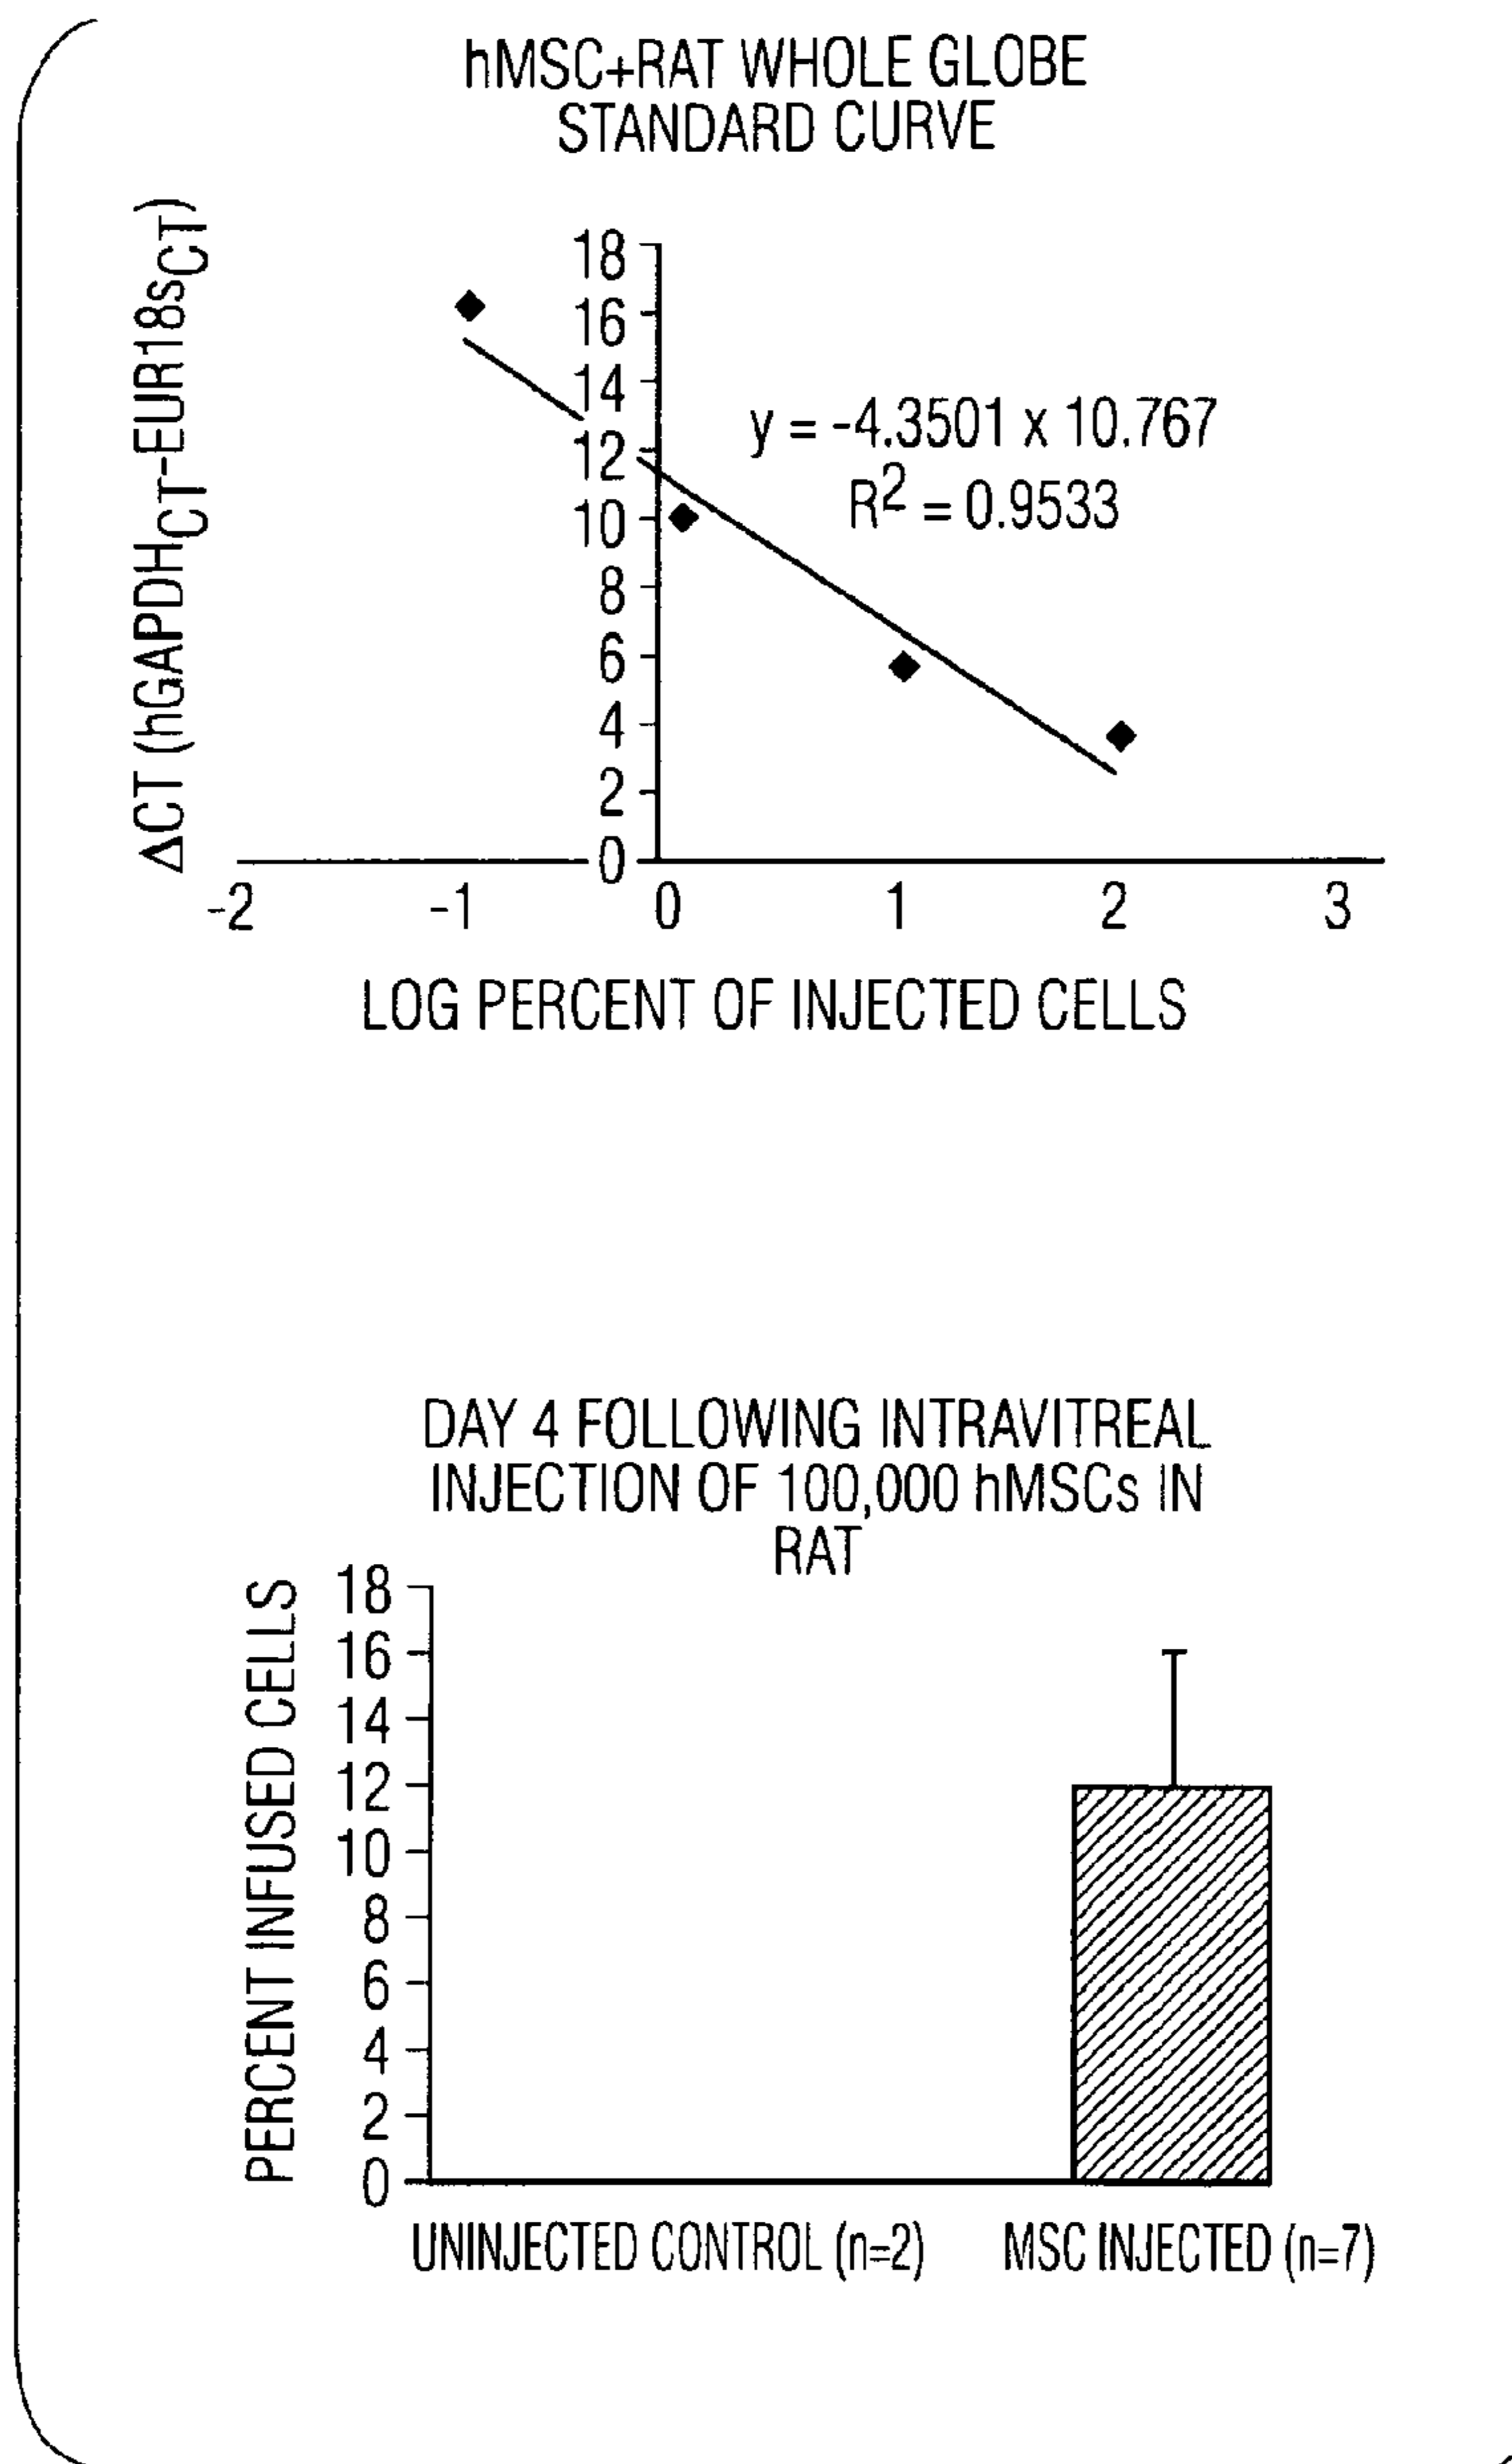 hMSC+RAT WHOLE GLOBE
STANDARD CURVE
ΔCT (hGAPDHCT-EUR18sCT)
18
16
14
12
10
8
6
4
2
0
y = -4.3501 x 10.767
R2 = 0.9533
-2 -1 0 1 2 3
LOG PERCENT OF INJECTED CELLS
DAY 4 FOLLOWING INTRAVITREAL
INJECTION OF 100,000 hMSCs IN
RAT
PERCENT INFUSED CELLS
18
16
14
12
10
8
6
4
2
0
UNINJECTED CONTROL (n=2) MSC INJECTED (n=7)